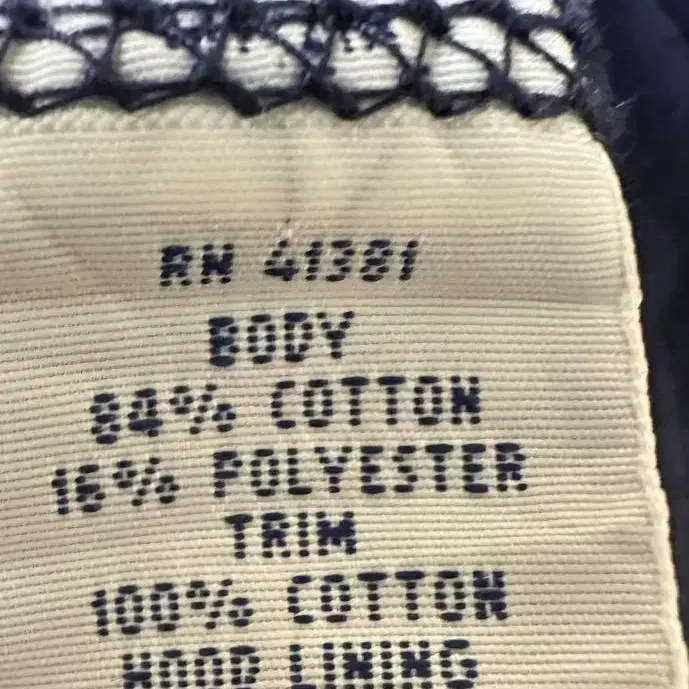 RN 41381
BODY
84% COTTON
16% POLYESTER
TRIM
100% COTTON
HOOD LINING